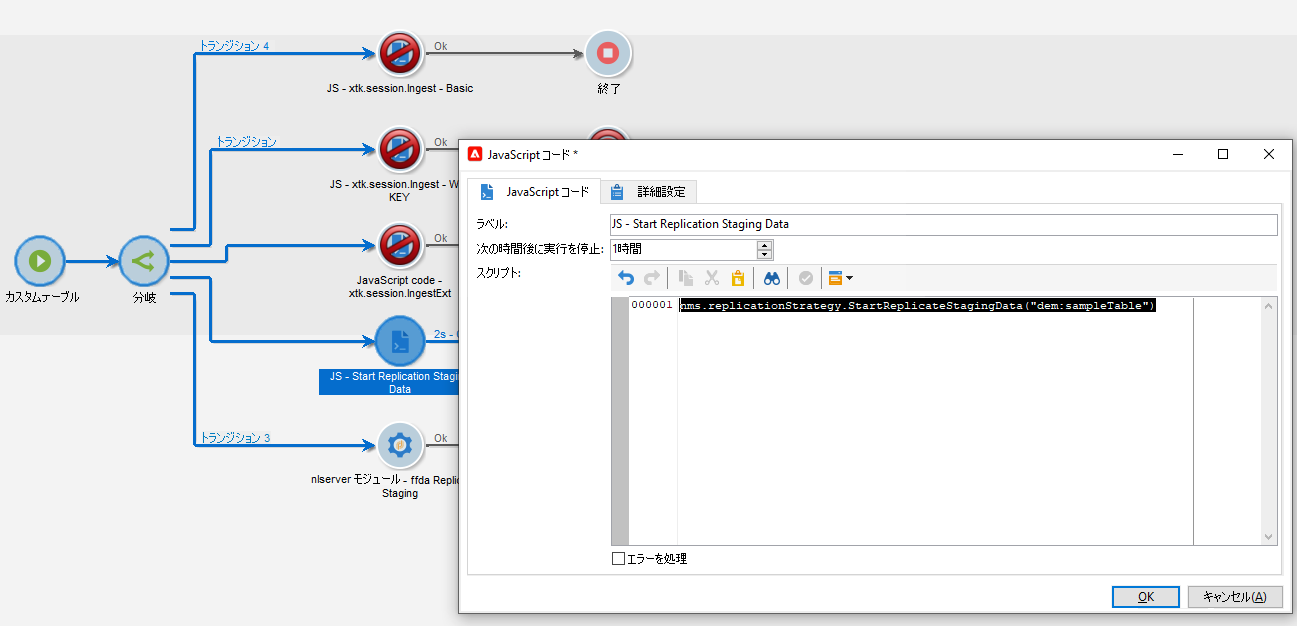 トランジション 4
Ok
JS - xtk.session.Ingest - Basic
終了
トランジション
Ok
JS - xtk.session.Ingest - W
KEY
Ok
カスタムテーブル
分岐
JavaScript code -
xtk.session.IngestExt
2s -
JS - Start Replication Stagi
Data
トランジション 3
Ok
nlserver モジュール - ffda Repli
Staging
JavaScript コード *
JavaScript コード
詳細設定
ラベル:
JS - Start Replication Staging Data
次の時間後に実行を停止:
1時間
スクリプト:
000001 nms.replicationStrategy.StartReplicateStagingData("dem:sampleTable")
エラーを処理
OK
キャンセル(A)